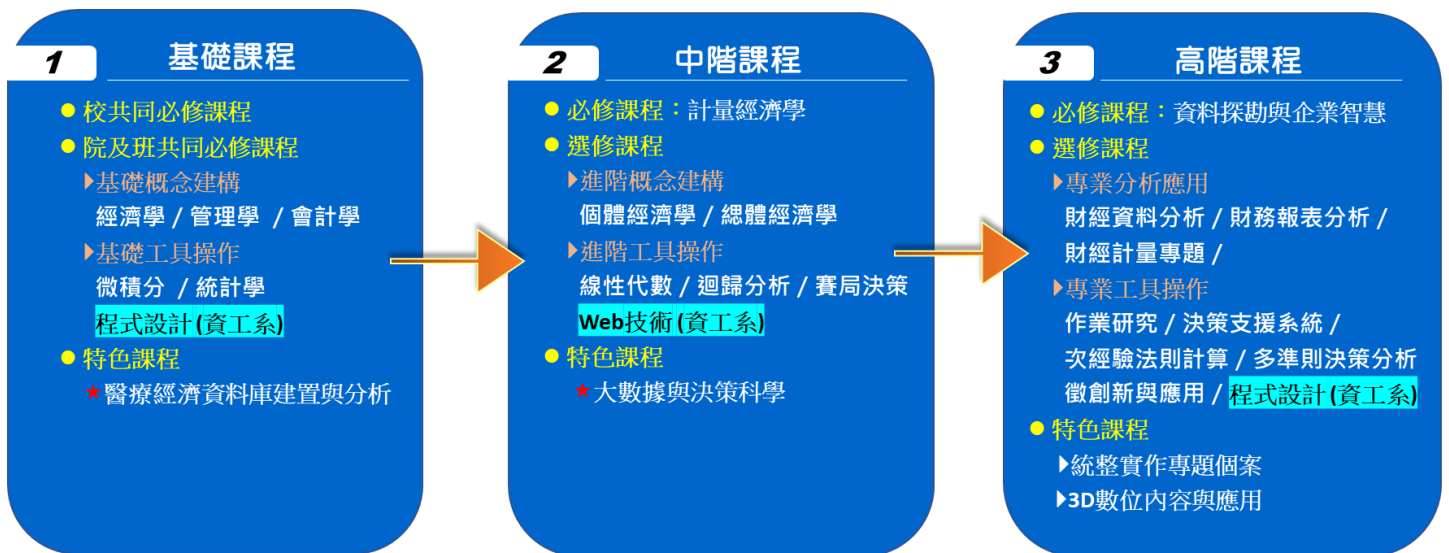 1 基礎課程
● 校共同必修課程
● 院及班共同必修課程
基礎概念建構
經濟學 / 管理學 / 會計學
基礎工具操作
微積分 / 統計學
程式設計(資工系)
● 特色課程
★醫療經濟資料庫建置與分析
2 中階課程
● 必修課程：計量經濟學
● 選修課程
進階概念建構
個體經濟學 / 總體經濟學
進階工具操作
線性代數 / 迴歸分析 / 賽局決策
Web技術(資工系)
● 特色課程
★大數據與決策科學
3 高階課程
● 必修課程：資料探勘與企業智慧
● 選修課程
專業分析應用
財經資料分析 / 財務報表分析 /
財經計量專題 /
專業工具操作
作業研究 / 決策支援系統 /
次經驗法則計算 / 多準則決策分析
徵創新與應用 / 程式設計(資工系)
● 特色課程
統整實作專題個案
3D數位內容與應用